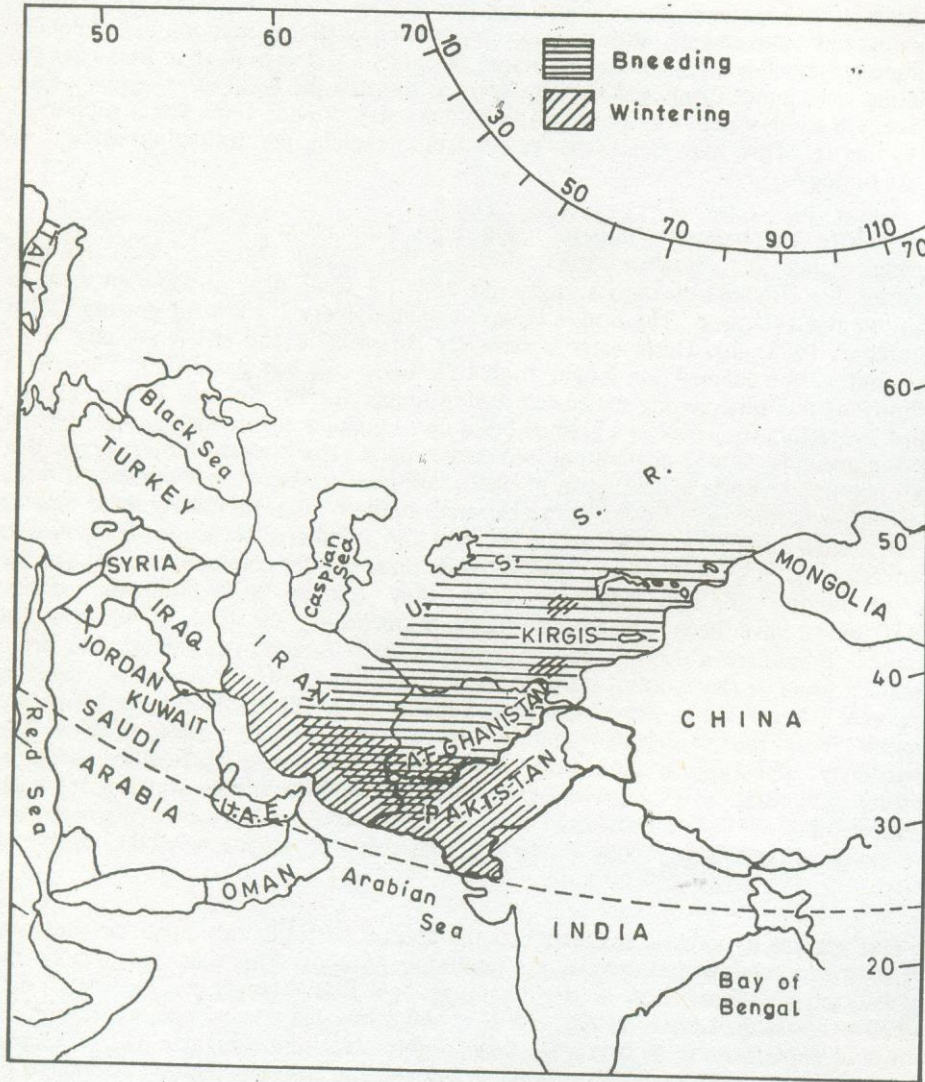 50
60
70
10
30
50
70
90
110
70
Bneeding
Wintering
ITALY
60
Black Sea
TURKEY
U. S. S. R.
Caspian
Sea
50
MONGOLIA
SYRIA
IRAQ
IRAN
KIRGIS
JORDAN
KUWAIT
40
CHINA
SAUDI
ARABIA
AFGHANISTAN
PAKISTAN
Red Sea
U.A.E.
30
OMAN
Arabian
Sea
INDIA
20
Bay of
Bengal